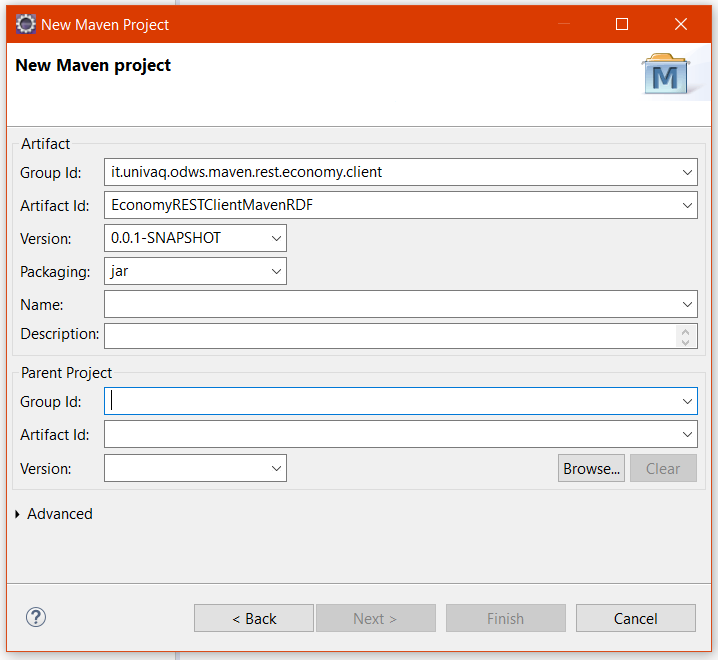 New Maven Project
New Maven project
M
Artifact
Group Id: it.univaq.odws.maven.rest.economy.client
Artifact Id: EconomyRESTClientMavenRDF
Version: 0.0.1-SNAPSHOT
Packaging: jar
Name:
Description:
Parent Project
Group Id:
Artifact Id:
Version: Browse... Clear
Advanced
? < Back Next > Finish Cancel